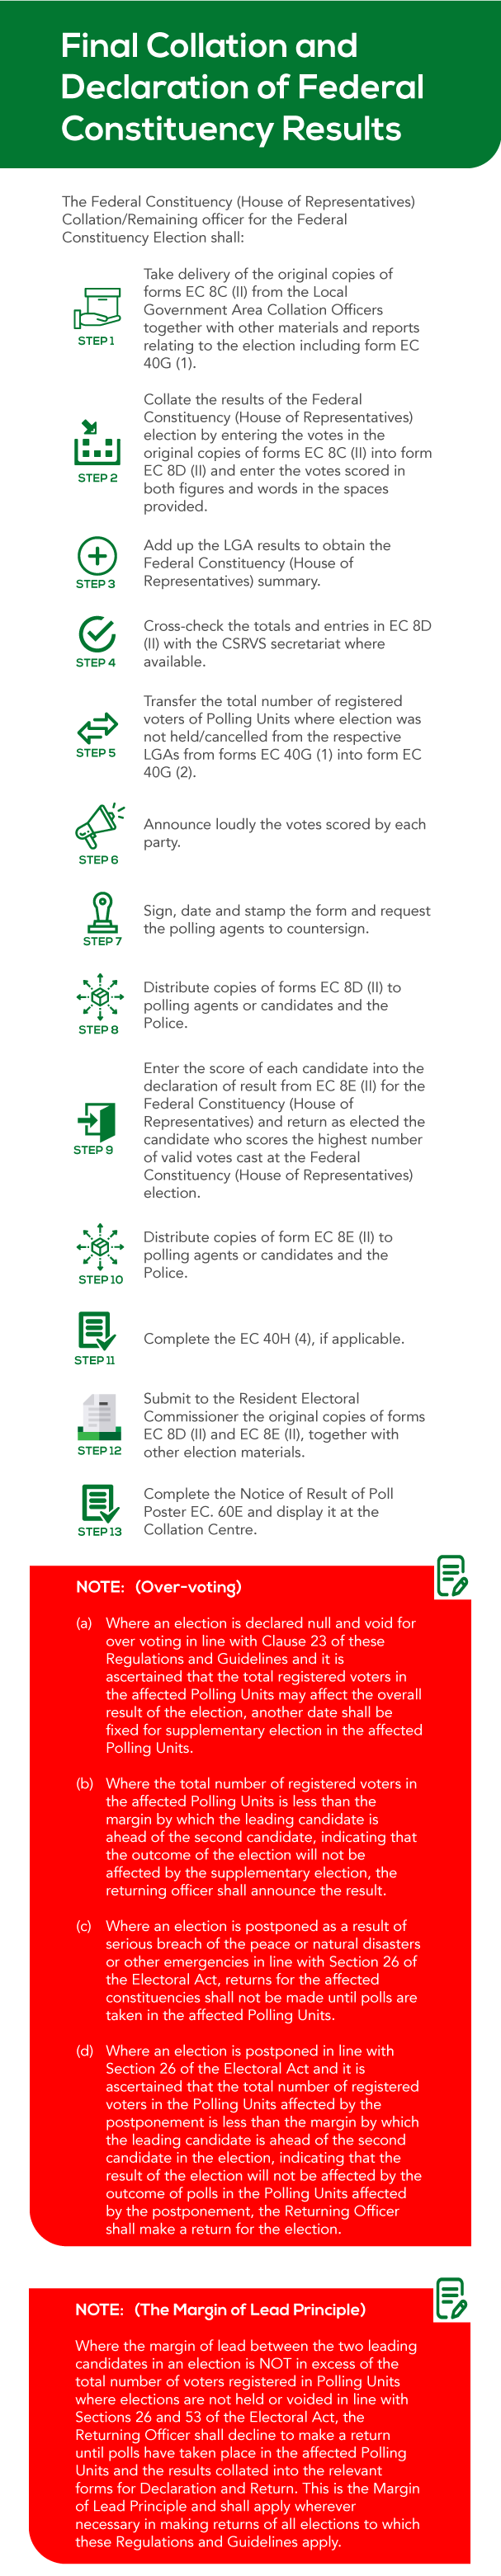 Final Collation and
Declaration of Federal
Constituency Results
The Federal Constituency (House of Representatives)
Collation/Remaining officer for the Federal
Constituency Election shall:
Take delivery of the original copies of
forms EC 8C (II) from the Local
Government Area Collation Officers
together with other materials and reports
relating to the election including form EC
40G (1).
STEP 1
Collate the results of the Federal
Constituency (House of Representatives)
election by entering the votes in the
original copies of forms EC 8C (II) into form
EC 8D (II) and enter the votes scored in
both figures and words in the spaces
provided.
STEP 2
Add up the LGA results to obtain the
Federal Constituency (House of
Representatives) summary.
STEP 3
Cross-check the totals and entries in EC 8D
(II) with the CSRVS secretariat where
available.
STEP 4
Transfer the total number of registered
voters of Polling Units where election was
not held/cancelled from the respective
LGAs from forms EC 40G (1) into form EC
40G (2).
STEP 5
Announce loudly the votes scored by each
party.
STEP 6
Sign, date and stamp the form and request
the polling agents to countersign.
STEP 7
Distribute copies of forms EC 8D (II) to
polling agents or candidates and the
Police.
STEP 8
Enter the score of each candidate into the
declaration of result from EC 8E (II) for the
Federal Constituency (House of
Representatives) and return as elected the
candidate who scores the highest number
of valid votes cast at the Federal
Constituency (House of Representatives)
election.
STEP 9
Distribute copies of form EC 8E (II) to
polling agents or candidates and the
Police.
STEP 10
Complete the EC 40H (4), if applicable.
STEP 11
Submit to the Resident Electoral
Commissioner the original copies of forms
EC 8D (II) and EC 8E (II), together with
other election materials.
STEP 12
Complete the Notice of Result of Poll
Poster EC. 60E and display it at the
Collation Centre.
STEP 13
NOTE: (Over-voting)
(a) Where an election is declared null and void for
over voting in line with Clause 23 of these
Regulations and Guidelines and it is
ascertained that the total registered voters in
the affected Polling Units may affect the overall
result of the election, another date shall be
fixed for supplementary election in the affected
Polling Units.
(b) Where the total number of registered voters in
the affected Polling Units is less than the
margin by which the leading candidate is
ahead of the second candidate, indicating that
the outcome of the election will not be
affected by the supplementary election, the
returning officer shall announce the result.
(c) Where an election is postponed as a result of
serious breach of the peace or natural disasters
or other emergencies in line with Section 26 of
the Electoral Act, returns for the affected
constituencies shall not be made until polls are
taken in the affected Polling Units.
(d) Where an election is postponed in line with
Section 26 of the Electoral Act and it is
ascertained that the total number of registered
voters in the Polling Units affected by the
postponement is less than the margin by which
the leading candidate is ahead of the second
candidate in the election, indicating that the
result of the election will not be affected by the
outcome of polls in the Polling Units affected
by the postponement, the Returning Officer
shall make a return for the election.
NOTE: (The Margin of Lead Principle)
Where the margin of lead between the two leading
candidates in an election is NOT in excess of the
total number of voters registered in Polling Units
where elections are not held or voided in line with
Sections 26 and 53 of the Electoral Act, the
Returning Officer shall decline to make a return
until polls have taken place in the affected Polling
Units and the results collated into the relevant
forms for Declaration and Return. This is the Margin
of Lead Principle and shall apply wherever
necessary in making returns of all elections to which
these Regulations and Guidelines apply.